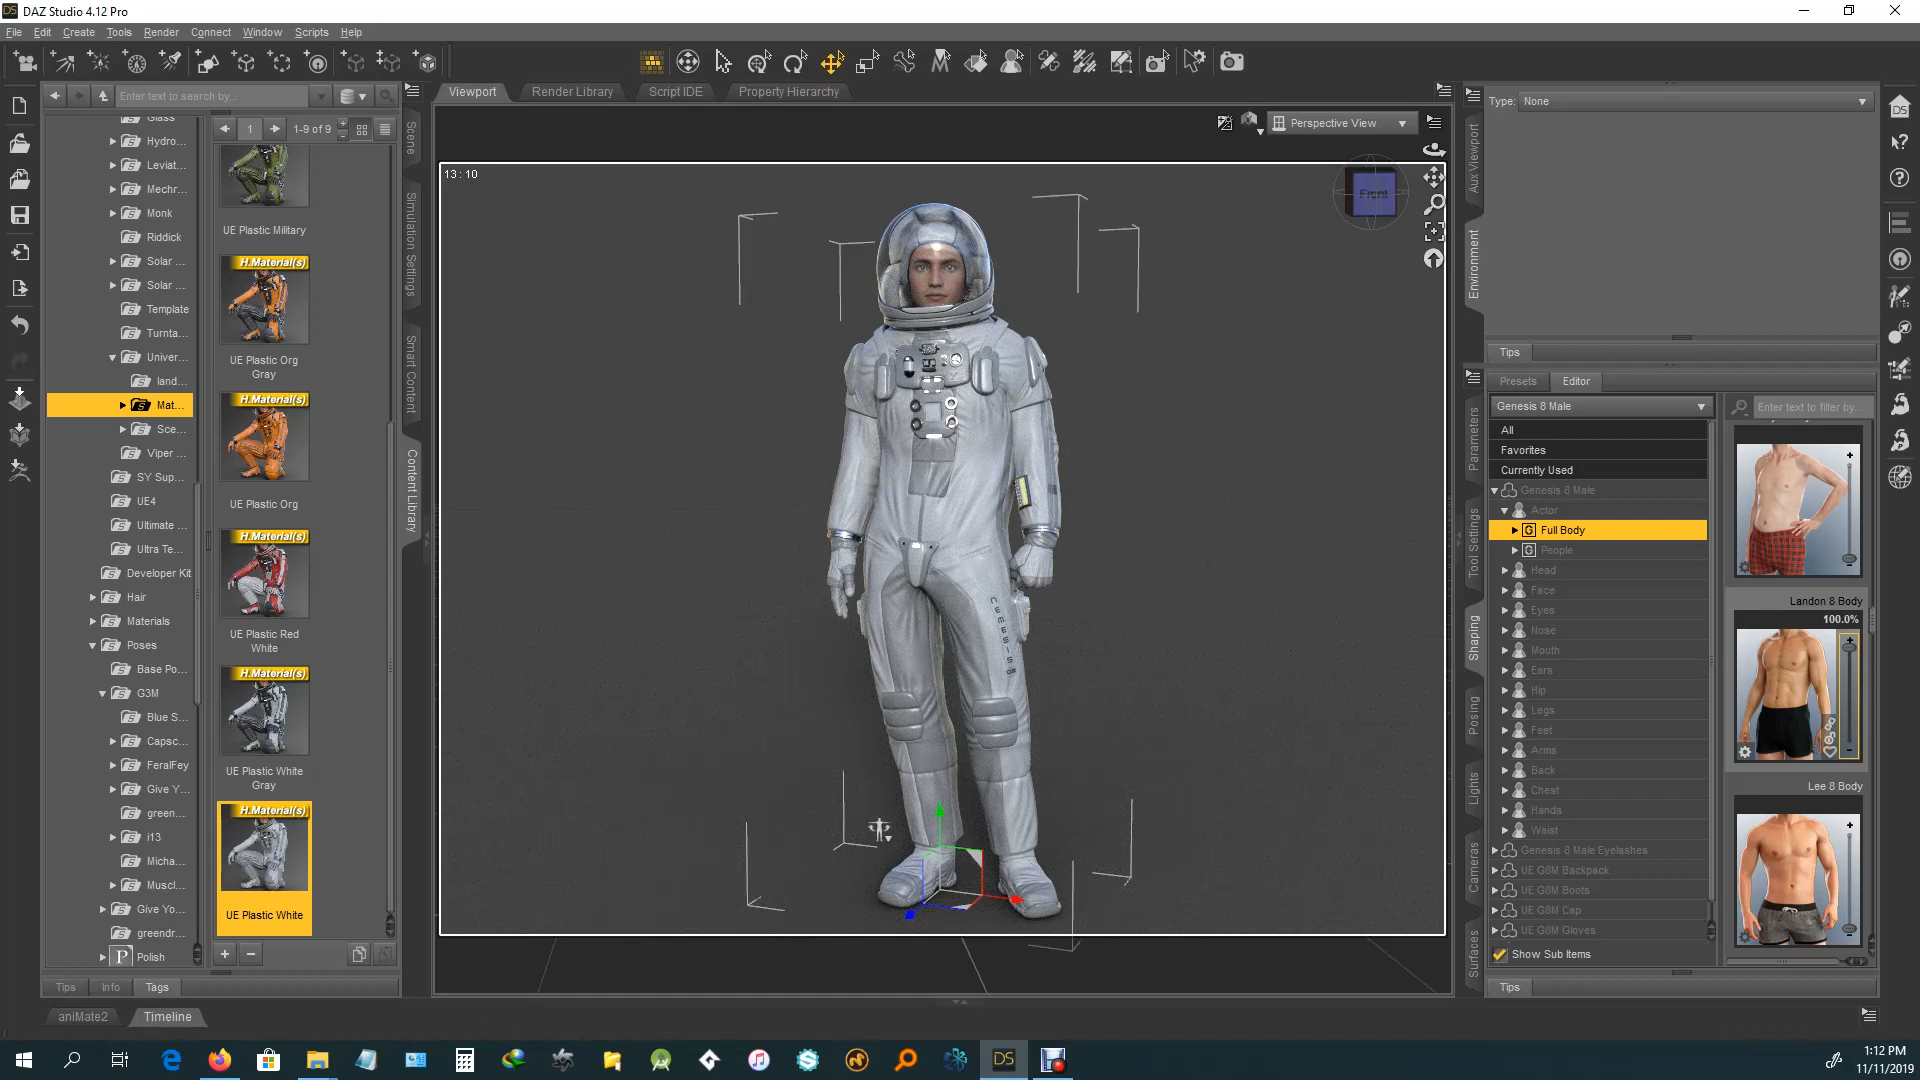 DAZ Studio 4.12 Pro
File Edit Create Tools Render Connect Window Scripts Help
Enter text to search by...
1
1-9 of 9
Glass
Hydro...
Leviat...
Mechr...
Monk
Riddick
Solar ...
Solar ...
Template
Turnta...
Univer...
land...
Mat...
Sce...
Viper ...
SY Sup...
UE4
Ultimate ...
Ultra Te...
Developer Kit
Hair
Materials
Poses
Base Po...
G3M
Blue S...
Capsc...
FeralFey
Give Y...
green...
i13
Micha...
Muscl...
Give Yo...
greendr...
P Polish
UE Plastic Military
H.Material(s)
UE Plastic Org
Gray
H.Material(s)
UE Plastic Org
H.Material(s)
UE Plastic Red
White
H.Material(s)
UE Plastic White
Gray
H.Material(s)
UE Plastic White
Tips Info Tags
Scene
Simulation Settings
Smart Content
Content Library
Viewport Render Library Script IDE Property Hierarchy
Perspective View
13 : 10
Front
NEMESIS
aniMate2 Timeline
Aux Viewport
Environment
Type: None
Tips
Parameters
Tool Settings
Shaping
Posing
Lights
Cameras
Surfaces
Presets Editor
Genesis 8 Male
Enter text to filter by...
All
Favorites
Currently Used
Genesis 8 Male
Actor
G Full Body
G People
Head
Face
Eyes
Nose
Mouth
Ears
Hip
Legs
Feet
Arms
Back
Chest
Hands
Waist
Genesis 8 Male Eyelashes
UE G8M Backpack
UE G8M Boots
UE G8M Cap
UE G8M Gloves
Show Sub Items
Landon 8 Body
100.0%
Lee 8 Body
Tips
DS
1:12 PM
11/11/2019